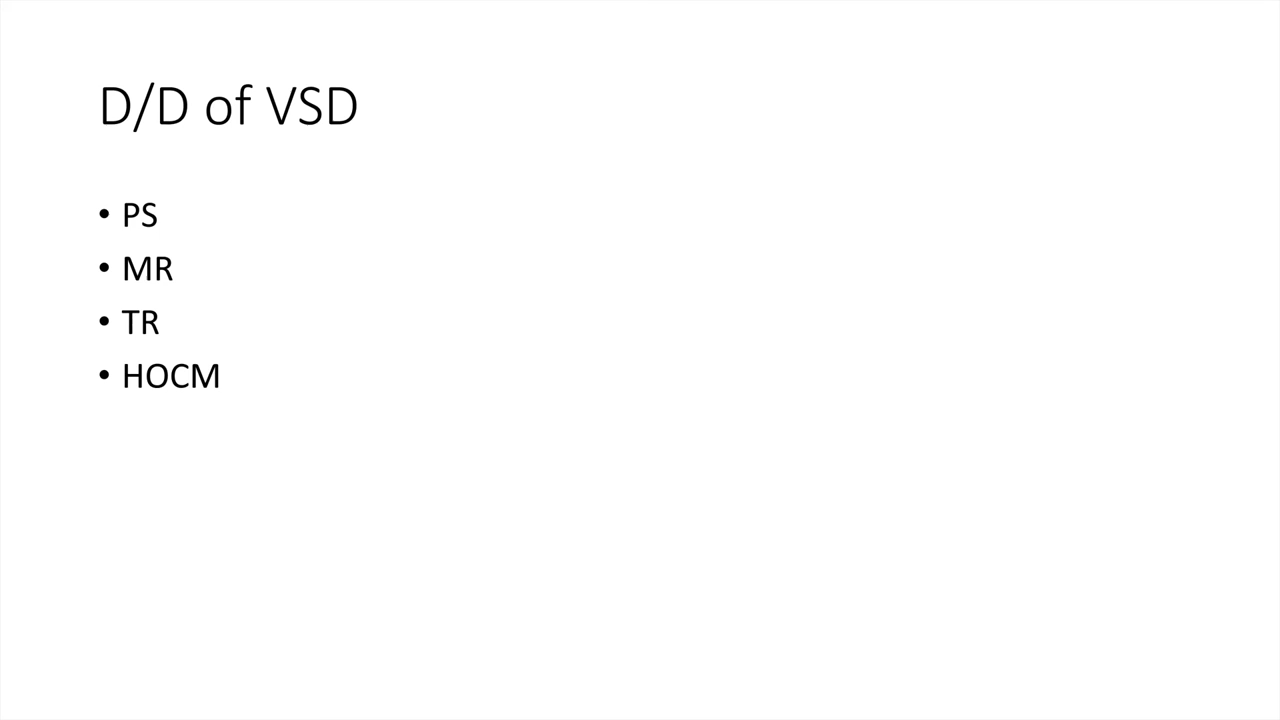 D/D of VSD
• PS
• MR
• TR
• HOCM